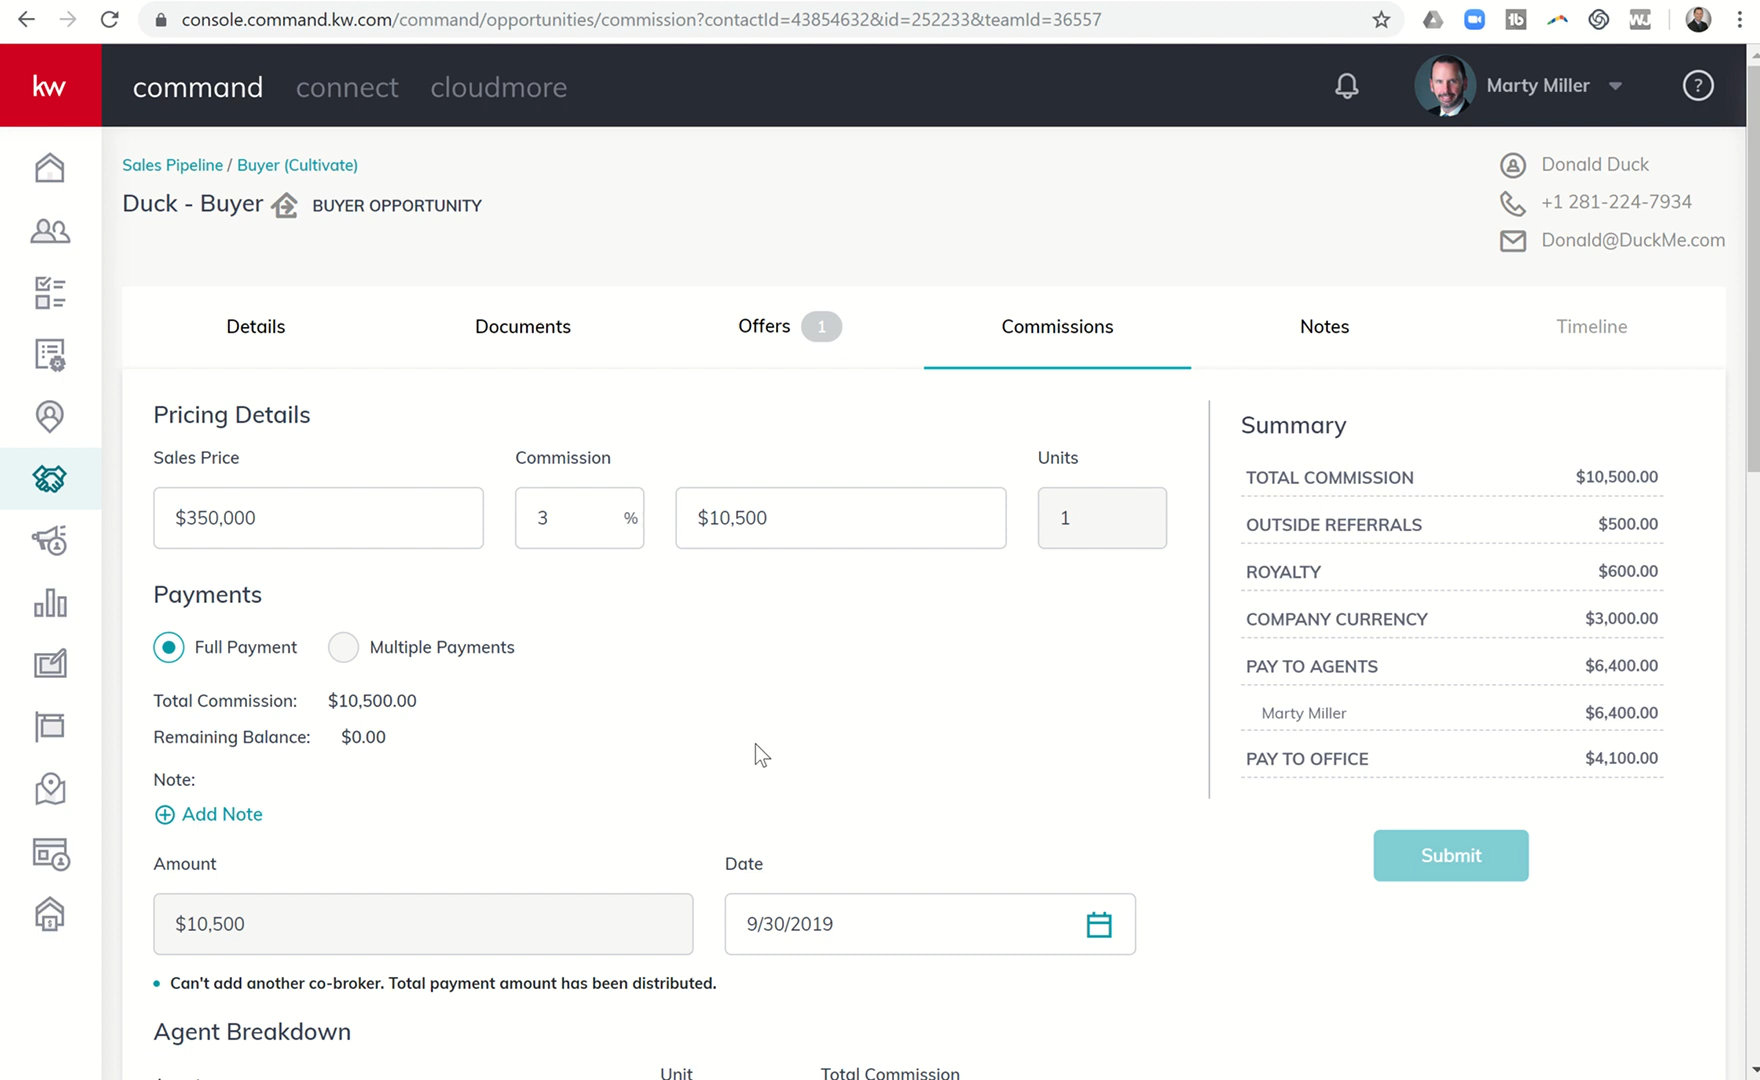 console.command.kw.com/command/opportunities/commission?contactId=43854632&id=252233&teamId=36557
kw
command connect cloudmore
Marty Miller
?
Sales Pipeline / Buyer (Cultivate)
Duck - Buyer BUYER OPPORTUNITY
Donald Duck
+1 281-224-7934
Donald@DuckMe.com
Details Documents Offers 1 Commissions Notes Timeline
Pricing Details
Sales Price Commission Units
$350,000 3 % $10,500 1
Payments
Full Payment Multiple Payments
Total Commission: $10,500.00
Remaining Balance: $0.00
Note:
Add Note
Amount Date
$10,500 9/30/2019
Can't add another co-broker. Total payment amount has been distributed.
Agent Breakdown
Unit Total Commission
Summary
TOTAL COMMISSION $10,500.00
OUTSIDE REFERRALS $500.00
ROYALTY $600.00
COMPANY CURRENCY $3,000.00
PAY TO AGENTS $6,400.00
Marty Miller $6,400.00
PAY TO OFFICE $4,100.00
Submit